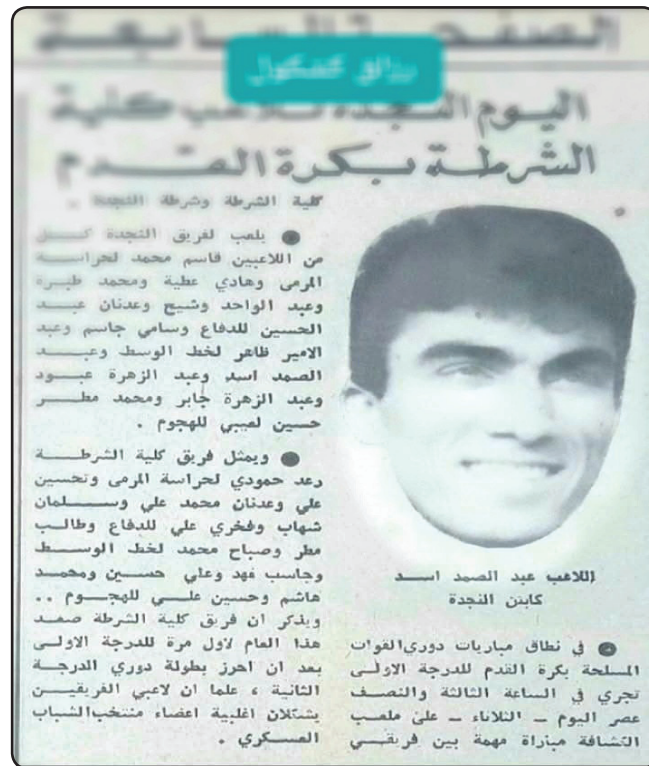 الصفحة السابعة
وثائق كشكول
اليوم النجدة تلاعب كلية
الشرطة بكرة القدم
اللاعب عبد الصمد اسد
كابتن النجدة
● في نطاق مباريات دوري القوات
المسلحة بكرة القدم للدرجة الاولى
تجري في الساعة الثالثة والنصف
عصر اليوم – الثلاثاء – على ملعب
الكشافة مباراة مهمة بين فريقي
كلية الشرطة وشرطة النجدة .
● يلعب لفريق النجدة كل
من اللاعبين قاسم محمد لحراسة
المرمى وهادي عطية ومحمد طبرة
وعبد الواحد وشيح وعدنان عبد
الحسين للدفاع وسامي جاسم وعبد
الامير ظاهر لخط الوسط وعبد
الصمد اسد وعبد الزهرة عبود
وعبد الزهرة جابر ومحمد مطر
حسين لعيبي للهجوم .
● ويمثل فريق كلية الشرطة
رعد حمودي لحراسة المرمى وتحسين
علي وعدنان محمد علي وسلمان
شهاب وفخري علي للدفاع وطالب
مطر وصباح محمد لخط الوسط
وجاسب فهد وعلي حسين ومحمد
هاشم وحسين علي للهجوم ..
ويذكر ان فريق كلية الشرطة صعد
هذا العام لاول مرة للدرجة الاولى
بعد ان احرز بطولة دوري الدرجة
الثانية ، علما ان لاعبي الفريقين
يشكلان اغلبية اعضاء منتخب الشباب
العسكري .